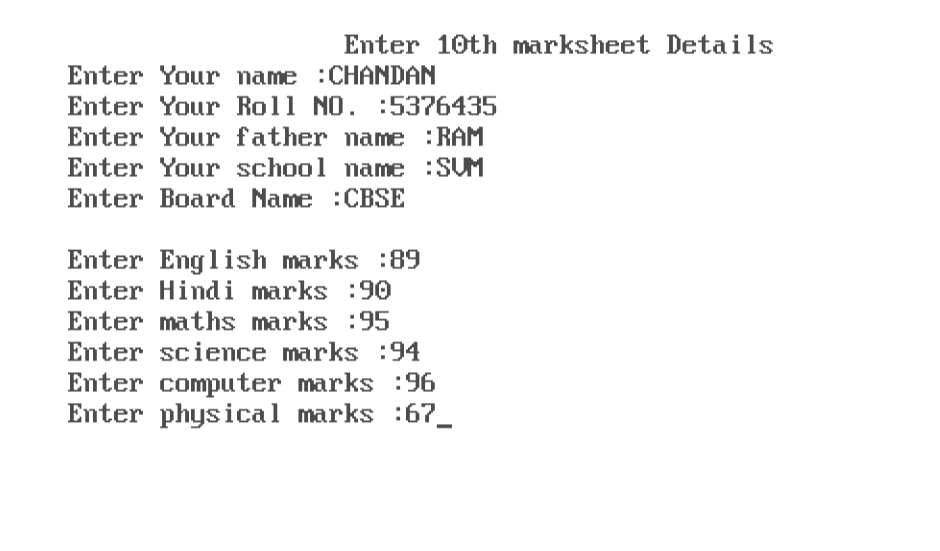 Enter 10th marksheet Details
Enter Your name :CHANDAN
Enter Your Roll NO. :5376435
Enter Your father name :RAM
Enter Your school name :SVM
Enter Board Name :CBSE
Enter English marks :89
Enter Hindi marks :90
Enter maths marks :95
Enter science marks :94
Enter computer marks :96
Enter physical marks :67_